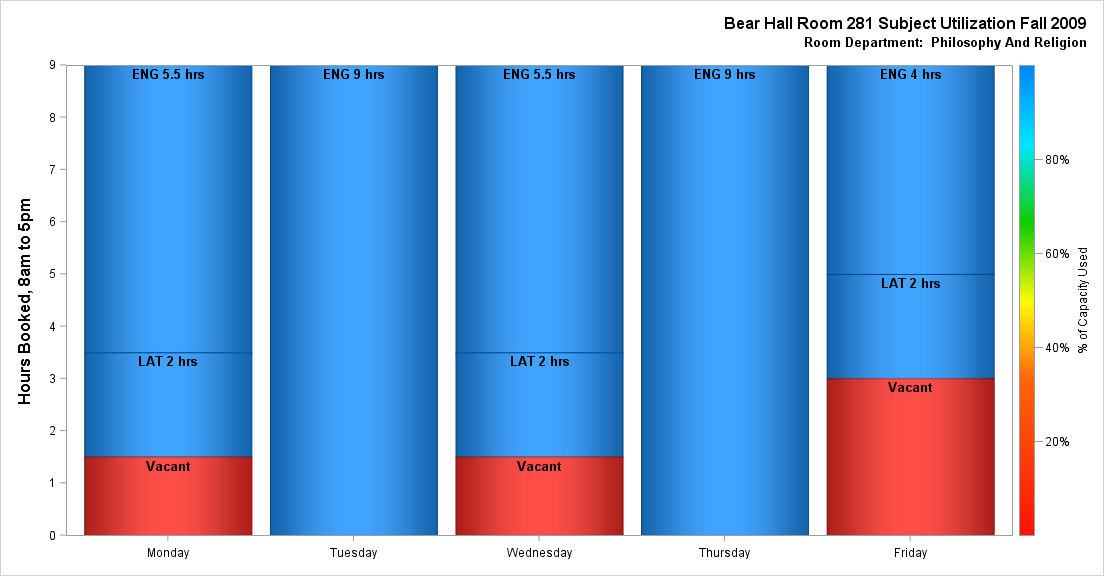 Bear Hall Room 281 Subject Utilization Fall 2009
Room Department:  Philosophy And Religion
Hours Booked, 8am to 5pm
9
8
7
6
5
4
3
2
1
0
ENG 5.5 hrs
LAT 2 hrs
Vacant
ENG 9 hrs
ENG 5.5 hrs
LAT 2 hrs
Vacant
ENG 9 hrs
ENG 4 hrs
LAT 2 hrs
Vacant
Monday
Tuesday
Wednesday
Thursday
Friday
80%
60%
40%
20%
% of Capacity Used